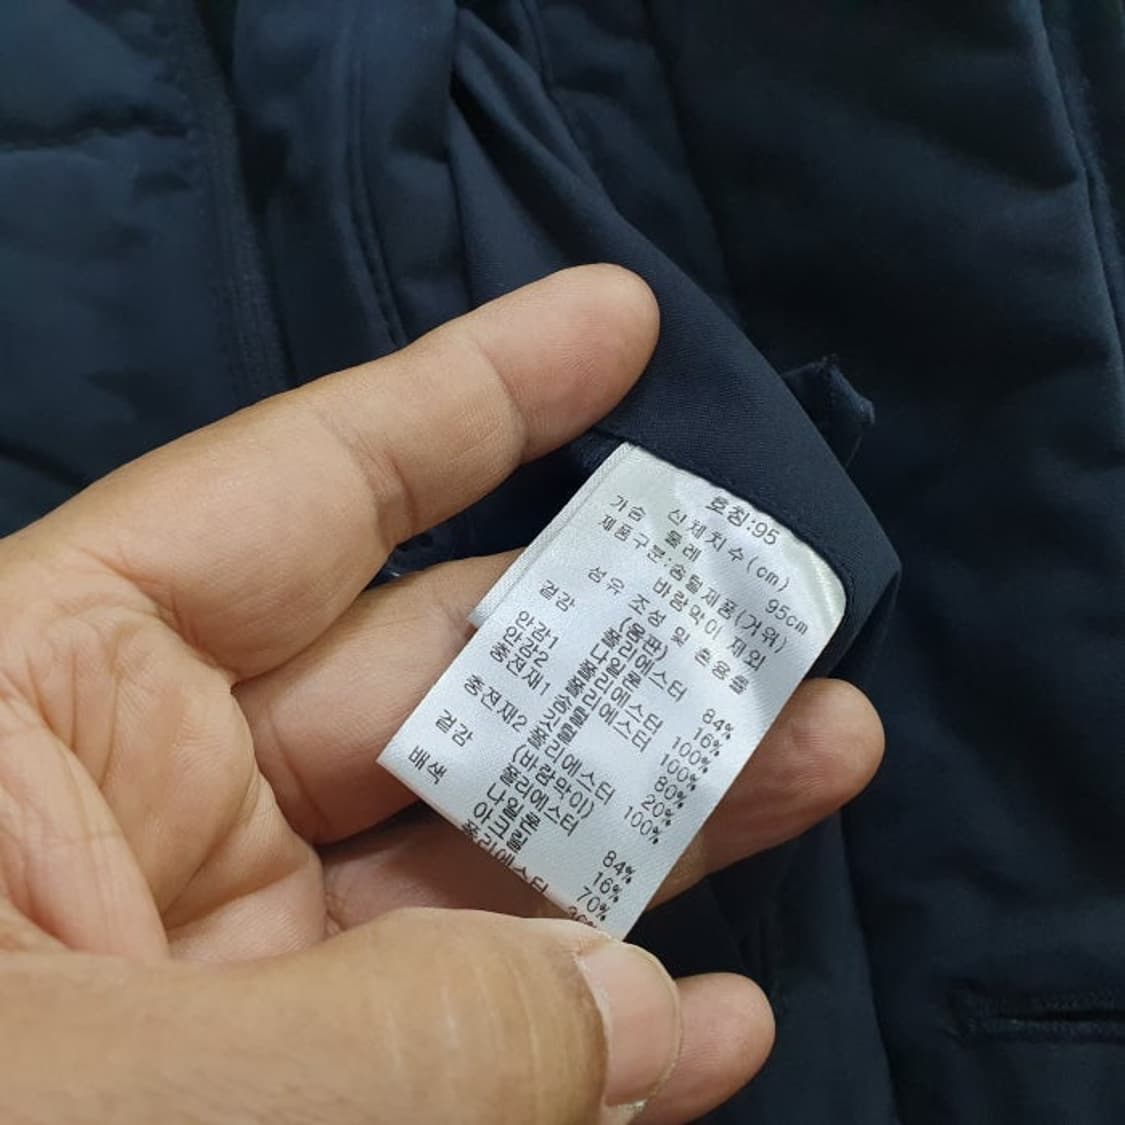 호칭:95
신체치수(cm)
가슴 둘레 95cm
제품구분:솜털제품(거위)
바람막이 제외
섬유 조성 및 혼용률
(몸판)
겉감 폴리에스터 84%
나일론 16%
안감1 폴리에스터 100%
안감2 폴리에스터 100%
충전재1 솜털 80%
깃털 20%
충전재2 폴리에스터 100%
(바람막이)
겉감 폴리에스터 84%
나일론 16%
배색 아크릴 70%
폴리에스터